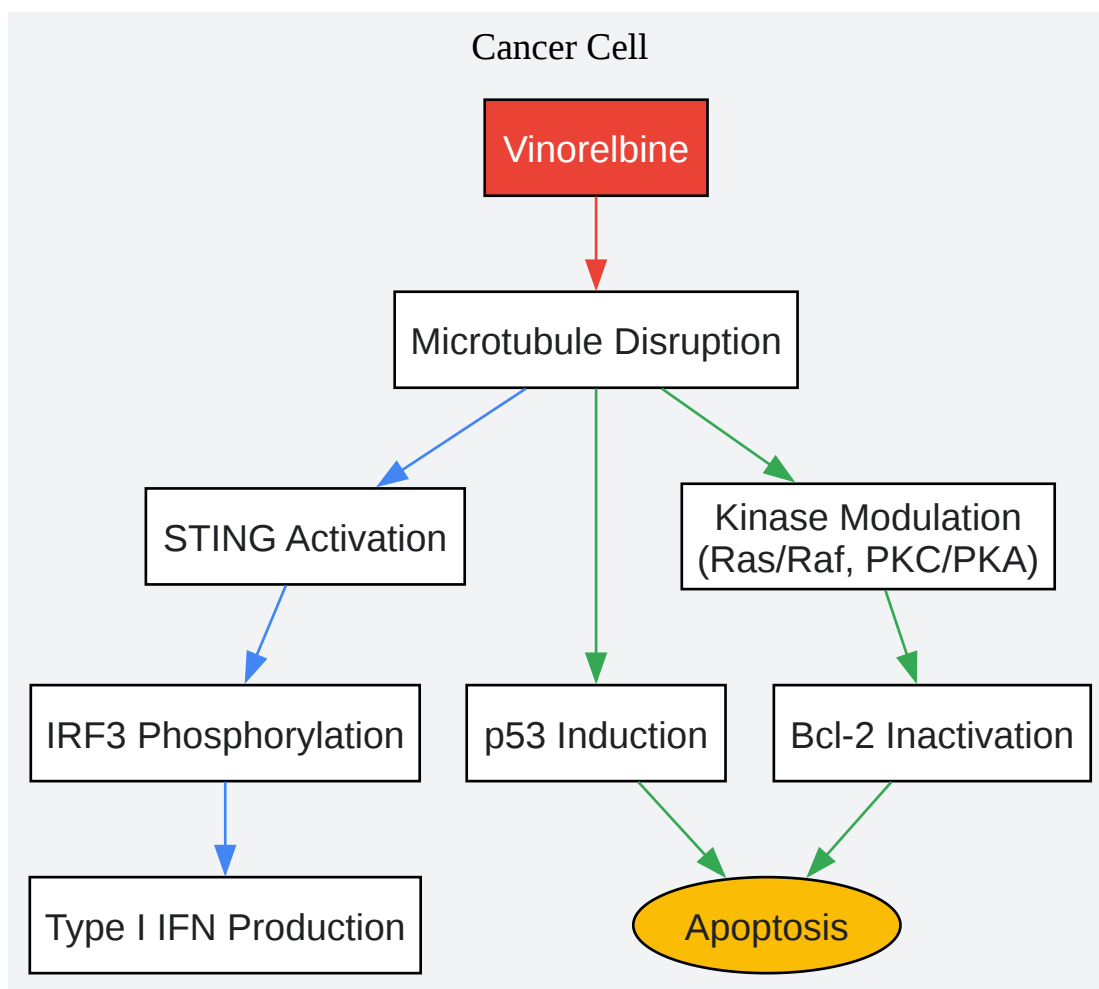 Cancer Cell
Vinorelbine
Microtubule Disruption
STING Activation
Kinase Modulation
(Ras/Raf, PKC/PKA)
IRF3 Phosphorylation
p53 Induction
Bcl-2 Inactivation
Type I IFN Production
Apoptosis